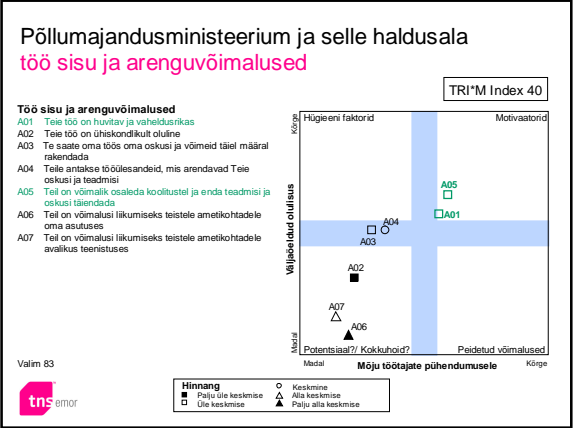 Põllumajandusministeerium ja selle haldusala
töö sisu ja arenguvõimalused
TRI*M Index 40
Töö sisu ja arenguvõimalused
A01 Teie töö on huvitav ja vaheldusrikas
A02 Teie töö on ühiskondlikult oluline
A03 Te saate oma töös oma oskusi ja võimeid täiel määral
rakendada
A04 Teile antakse tööülesandeid, mis arendavad Teie
oskusi ja teadmisi
A05 Teil on võimalik osaleda koolitustel ja enda teadmisi ja
oskusi täiendada
A06 Teil on võimalusi liikumiseks teistele ametikohtadele
oma asutuses
A07 Teil on võimalusi liikumiseks teistele ametikohtadele
avalikus teenistuses
Kõrge
Väljaöeldud olulisus
Madal
Hügieeni faktorid
Motivaatorid
A05
A01
A04
A03
A02
A07
A06
Potentsiaal?/ Kokkuhoid?
Peidetud võimalused
Madal
Mõju töötajate pühendumusele
Kõrge
Valim 83
tns emor
Hinnang
Palju üle keskmise
Üle keskmise
Keskmine
Alla keskmise
Palju alla keskmise